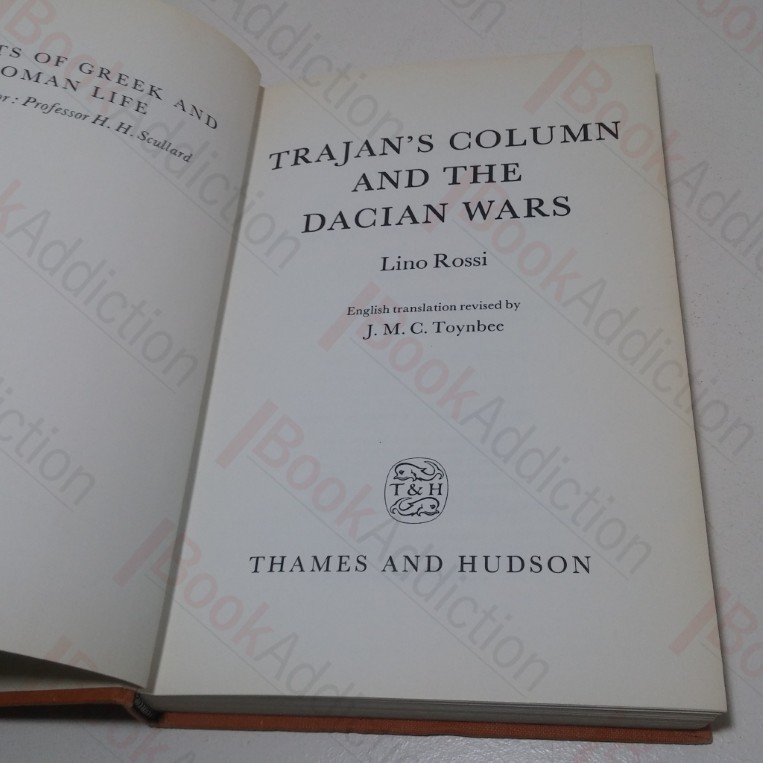 TS OF GREEK AND
OMAN LIFE
or: Professor H. H. Scullard
TRAJAN'S COLUMN
AND THE
DACIAN WARS
Lino Rossi
English translation revised by
J. M. C. Toynbee
T & H
THAMES AND HUDSON
BookAddiction